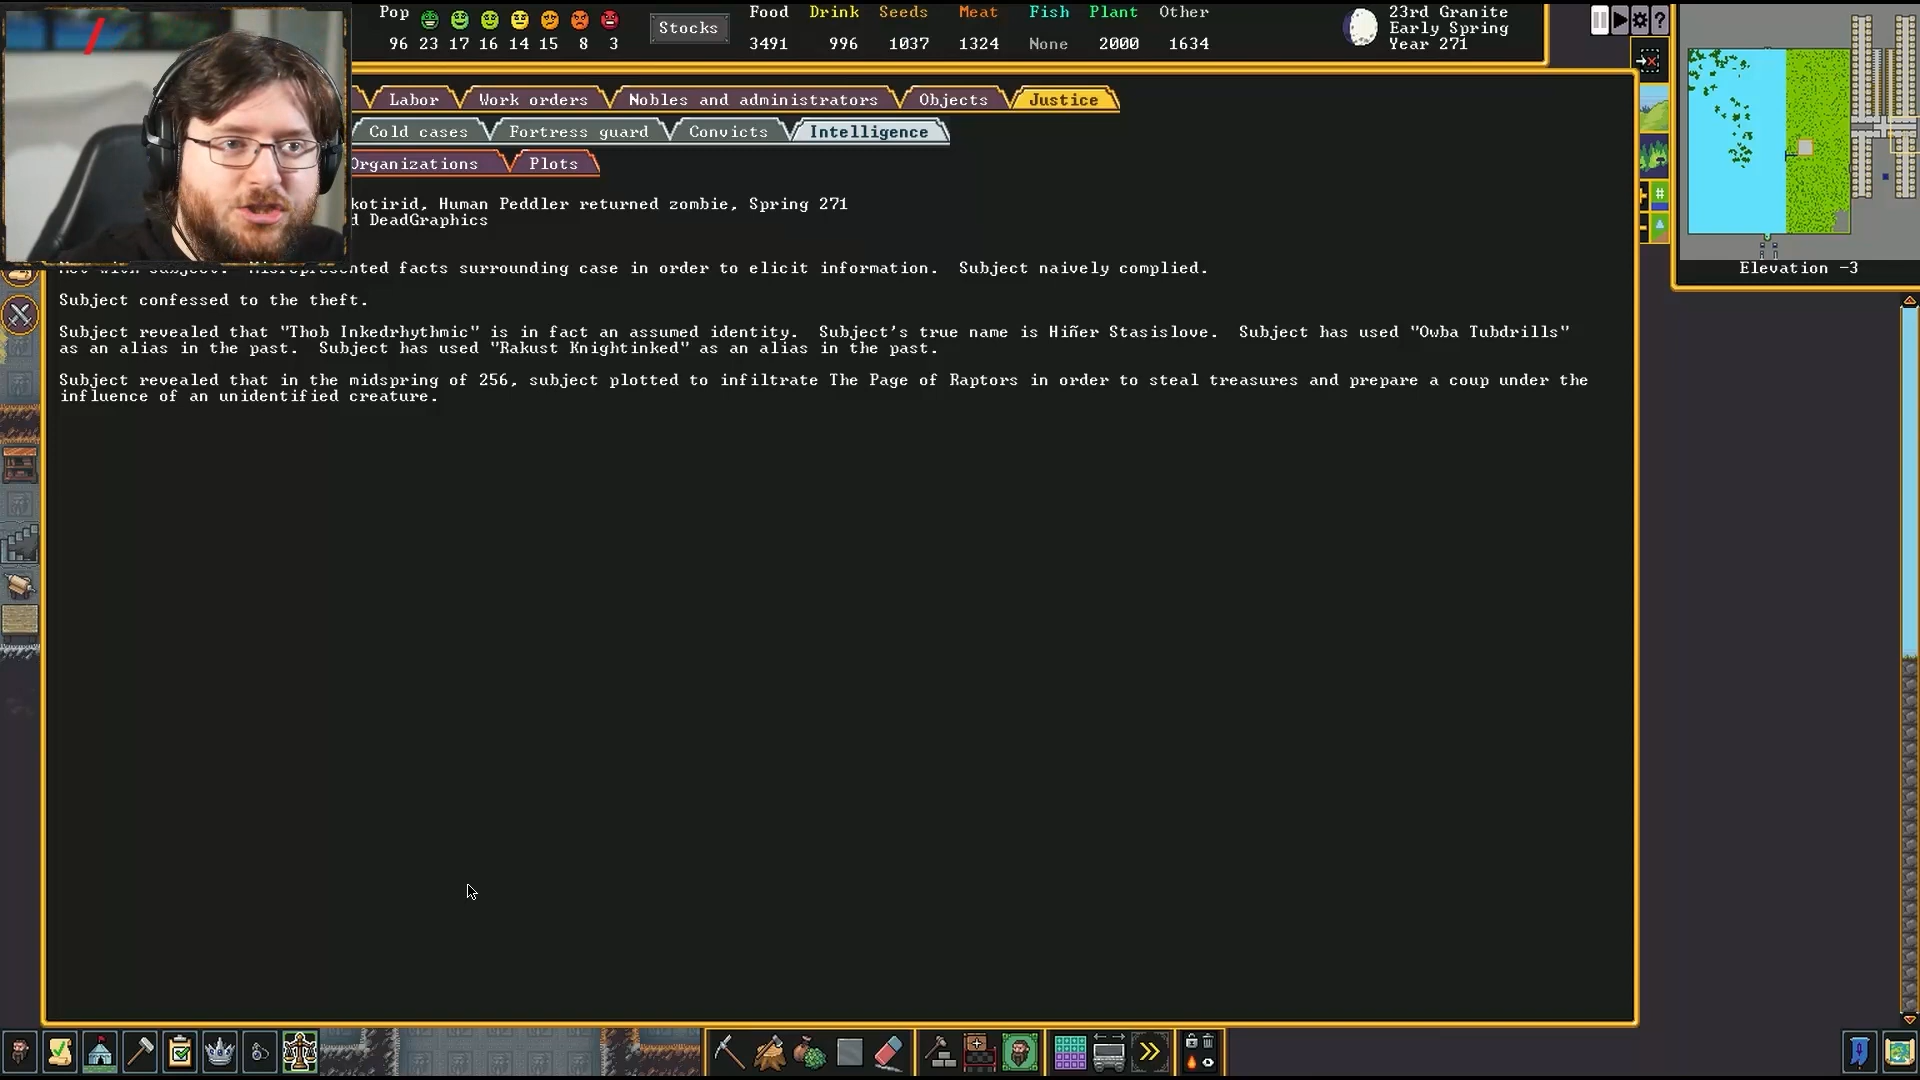 Pop
Stocks
Food Drink Seeds Meat Fish Plant Other
96 23 17 16 14 15 8 3
3491 996 1037 1324 None 2000 1634
23rd Granite
Early Spring
Year 271
?
Labor Work orders Nobles and administrators Objects Justice
Cold cases Fortress guard Convicts Intelligence
Organizations Plots
kotirid, Human Peddler returned zombie, Spring 271
d DeadGraphics
Met with subject. Misrepresented facts surrounding case in order to elicit information. Subject naively complied.
Subject confessed to the theft.
Subject revealed that "Thob Inkedrhythmic" is in fact an assumed identity. Subject's true name is Hiñer Stasislove. Subject has used "Owba Tubdrills"
as an alias in the past. Subject has used "Rakust Knightinked" as an alias in the past.
Subject revealed that in the midspring of 256, subject plotted to infiltrate The Page of Raptors in order to steal treasures and prepare a coup under the
influence of an unidentified creature.
Elevation -3